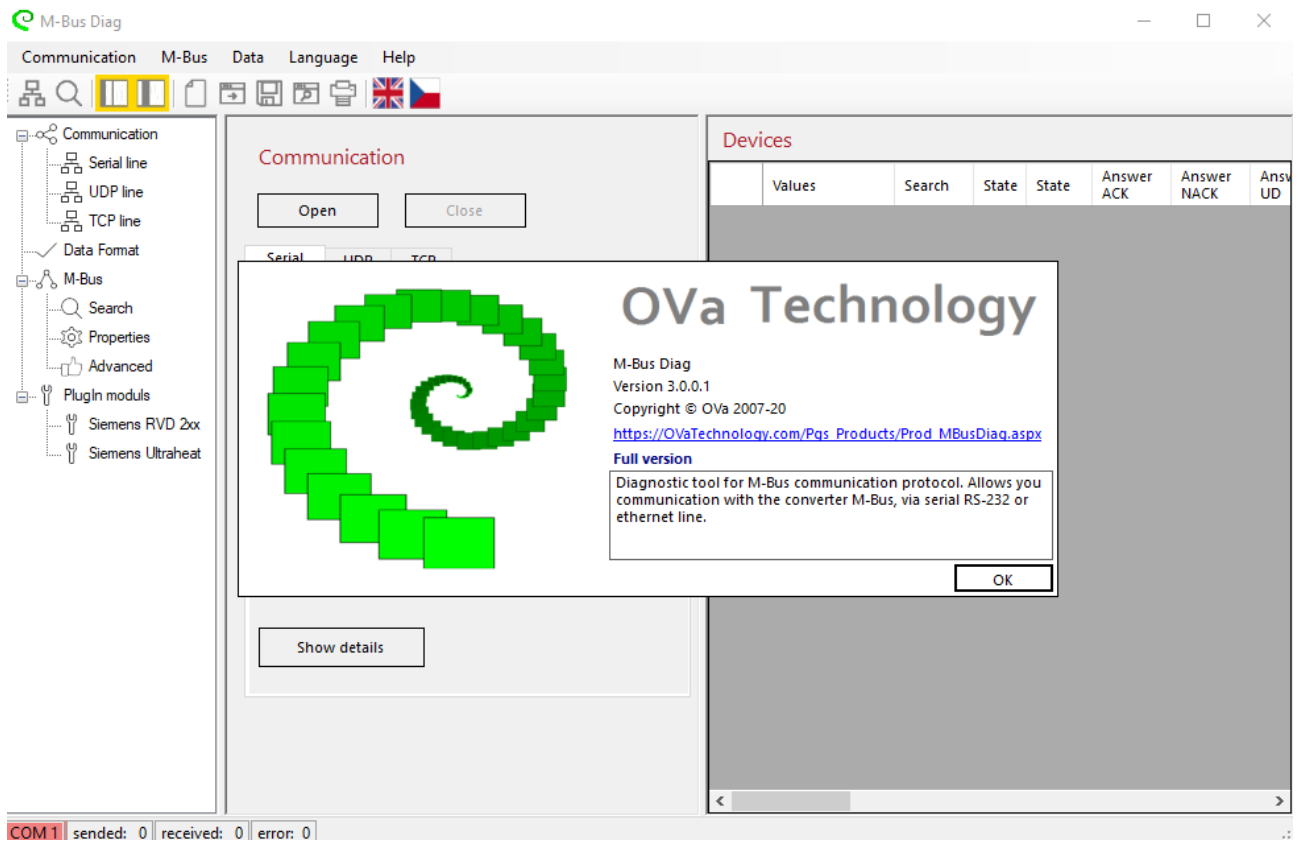 M-Bus Diag
Communication M-Bus Data Language Help
Communication
Serial line
UDP line
TCP line
Data Format
M-Bus
Search
Properties
Advanced
PlugIn moduls
Siemens RVD 2xx
Siemens Ultraheat
Communication
Open Close
Serial UDP TCP
Show details
Devices
Values Search State State Answer ACK Answer NACK Answ UD
OVa Technology
M-Bus Diag
Version 3.0.0.1
Copyright © OVa 2007-20
https://OVaTechnology.com/Pgs_Products/Prod_MBusDiag.aspx
Full version
Diagnostic tool for M-Bus communication protocol. Allows you
communication with the converter M-Bus, via serial RS-232 or
ethernet line.
OK
COM 1 sended: 0 received: 0 error: 0